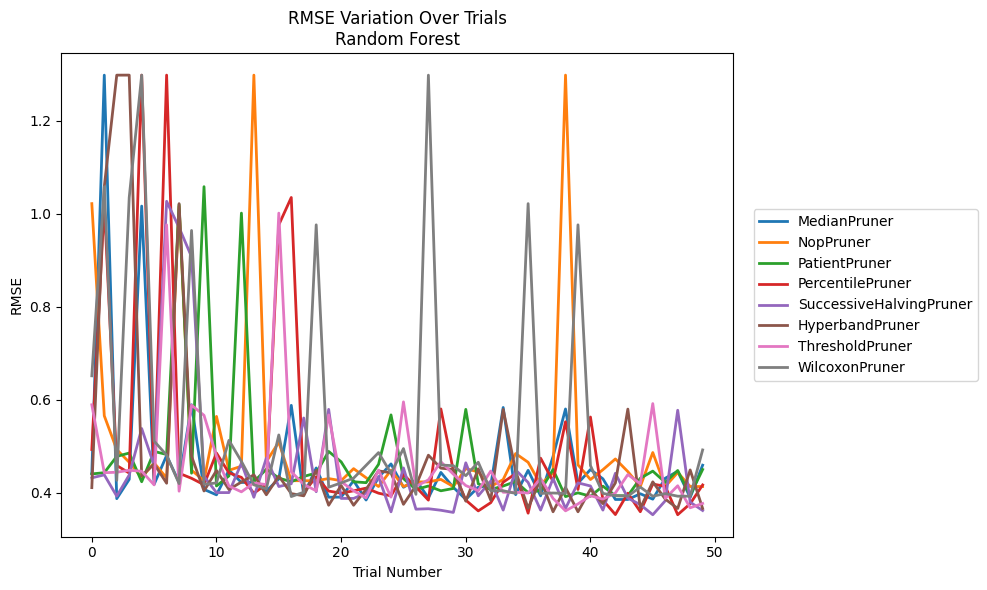 RMSE Variation Over Trials
Random Forest
RMSE
1.2
1.0
0.8
0.6
0.4
0
10
20
30
40
50
Trial Number
MedianPruner
NopPruner
PatientPruner
PercentilePruner
SuccessiveHalvingPruner
HyperbandPruner
ThresholdPruner
WilcoxonPruner